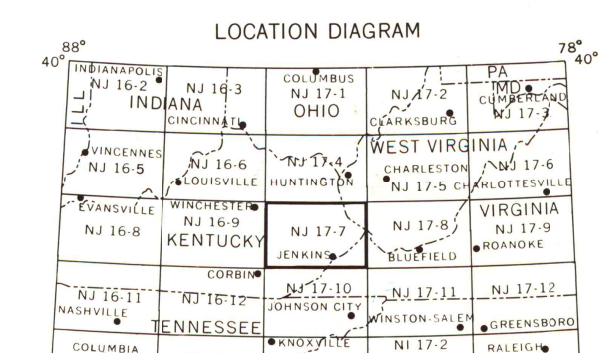 LOCATION DIAGRAM
88°
78°
40°
40°
INDIANAPOLIS
NJ 16-2
NJ 16-3
COLUMBUS
NJ 17-1
NJ 17-2
PA
MD
CUMBERLAND
NJ 17-3
ILL
INDIANA
OHIO
CINCINNATI
CLARKSBURG
WEST VIRGINIA
VINCENNES
NJ 16-5
NJ 16-6
LOUISVILLE
NJ 17-4
HUNTINGTON
CHARLESTON
NJ 17-5
NJ 17-6
CHARLOTTESVILLE
EVANSVILLE
NJ 16-8
WINCHESTER
NJ 16-9
KENTUCKY
NJ 17-7
JENKINS
NJ 17-8
BLUEFIELD
VIRGINIA
NJ 17-9
ROANOKE
CORBIN
NJ 16-11
NASHVILLE
NJ 16-12
TENNESSEE
NJ 17-10
JOHNSON CITY
NJ 17-11
WINSTON-SALEM
NJ 17-12
GREENSBORO
COLUMBIA
KNOXVILLE
NI 17-2
RALEIGH